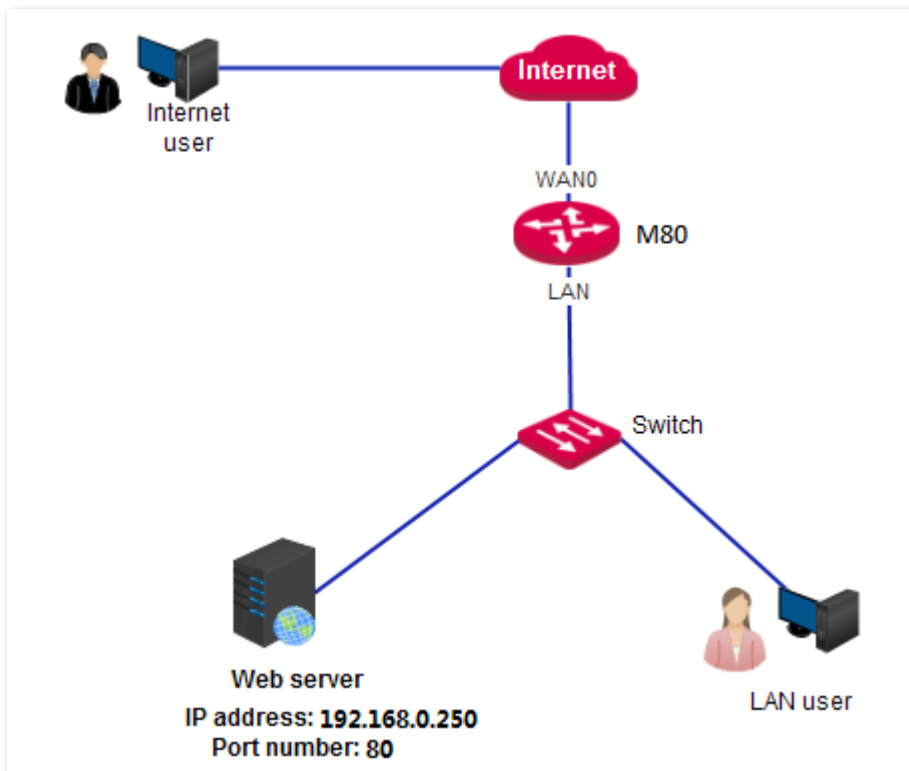 Internet
Internet
user
WAN0
M80
LAN
Switch
Web server
IP address: 192.168.0.250
Port number: 80
LAN user